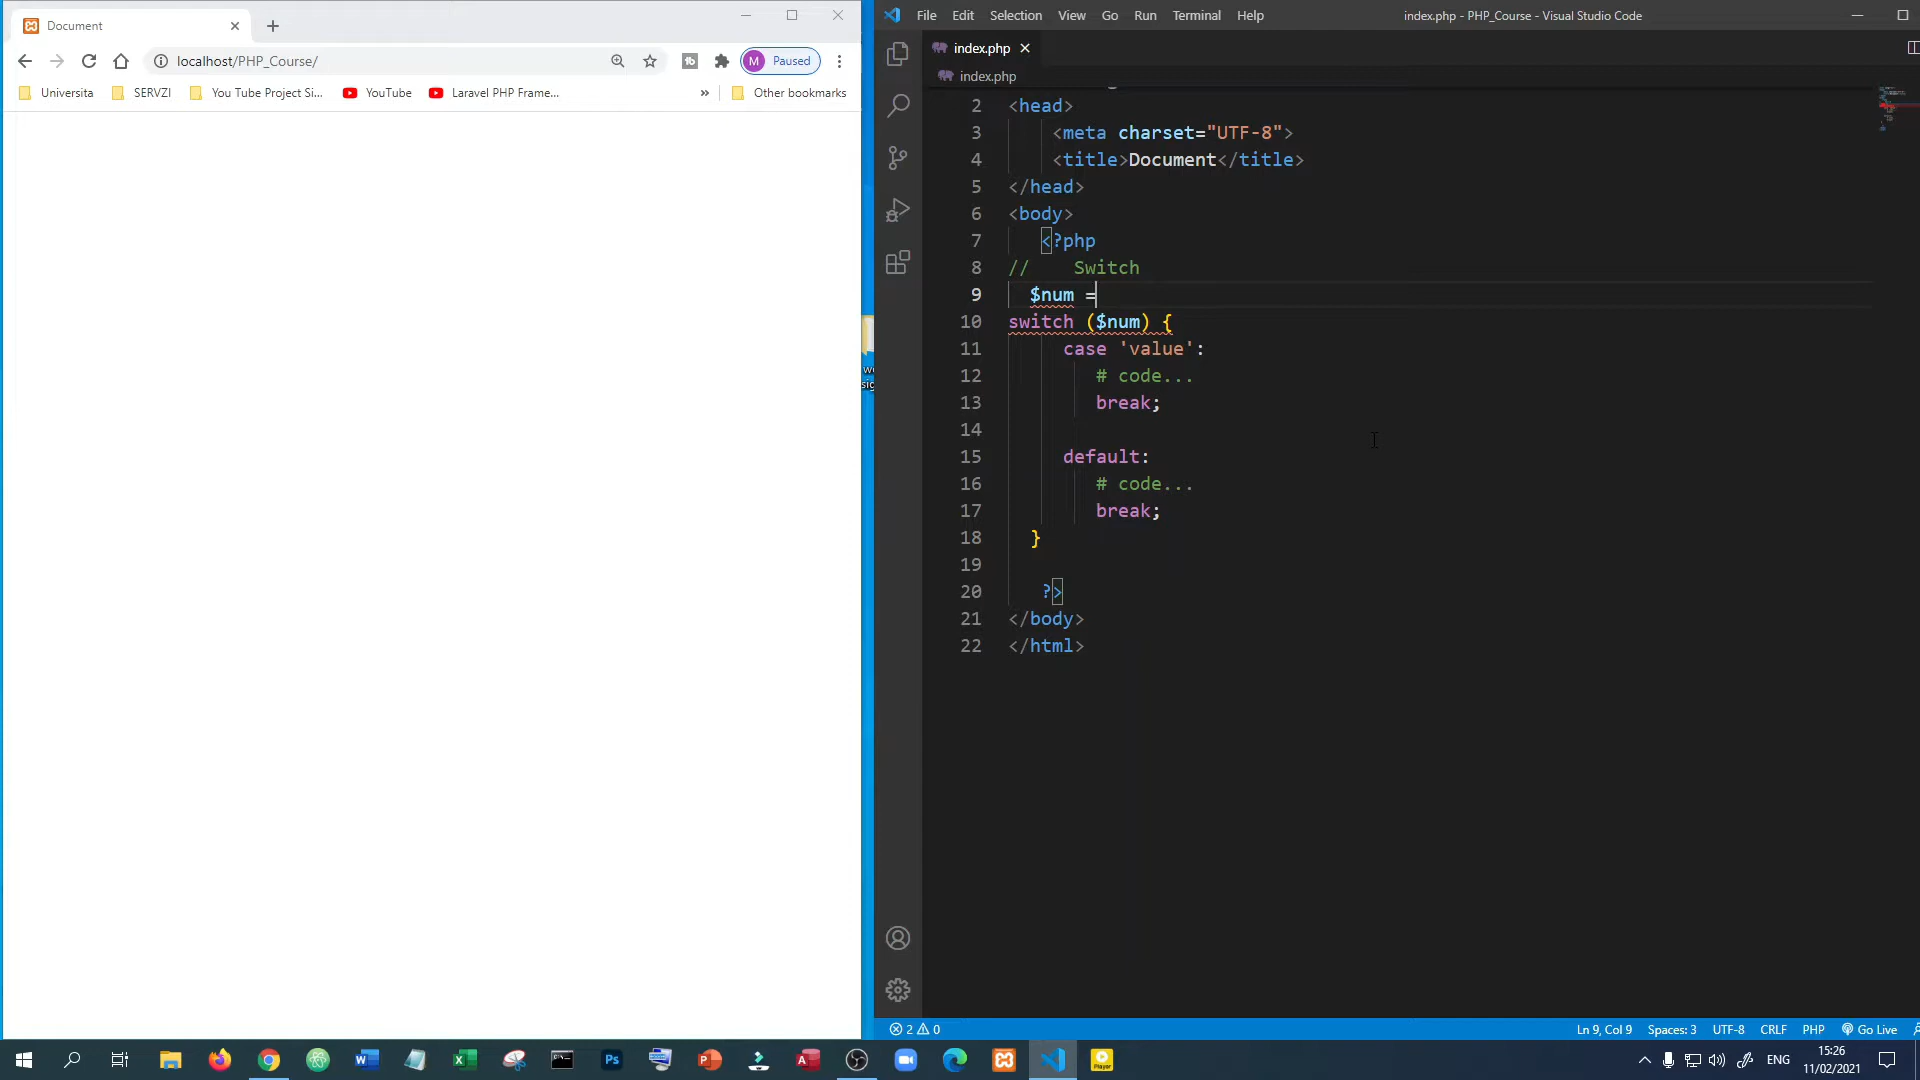 Document
localhost/PHP_Course/
M Paused
Universita SERVZI You Tube Project Si... YouTube Laravel PHP Frame... » Other bookmarks
File Edit Selection View Go Run Terminal Help index.php - PHP_Course - Visual Studio Code
index.php
index.php
2 <head>
3 <meta charset="UTF-8">
4 <title>Document</title>
5 </head>
6 <body>
7 <?php
8 // Switch
9 $num =
10 switch ($num) {
11 case 'value':
12 # code...
13 break;
14
15 default:
16 # code...
17 break;
18 }
19
20 ?>
21 </body>
22 </html>
2 0 Ln 9, Col 9 Spaces: 3 UTF-8 CRLF PHP Go Live
ENG 15:26
11/02/2021